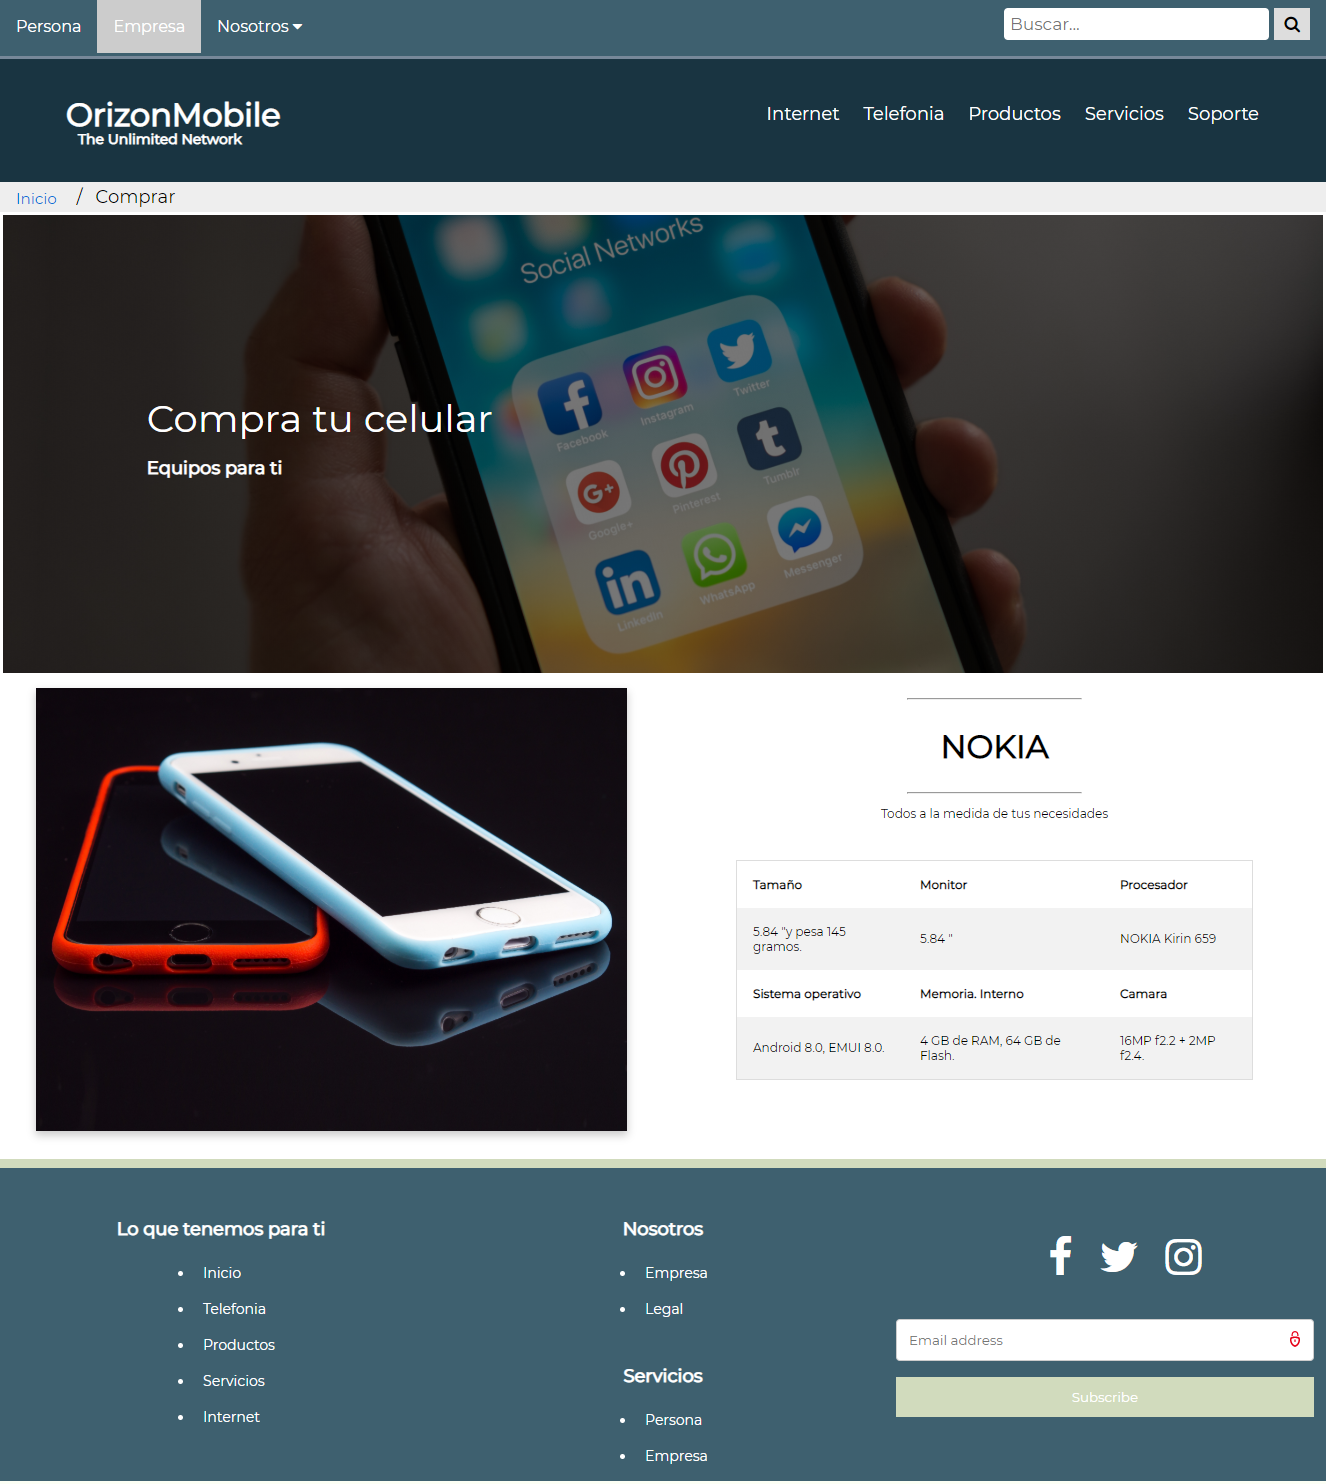 Persona
Empresa
Nosotros
Buscar...
OrizonMobile
The Unlimited Network
Internet
Telefonia
Productos
Servicios
Soporte
Inicio / Comprar
Social Networks
Facebook
Instagram
Twitter
Google+
Pinterest
Tumblr
LinkedIn
WhatsApp
Messenger
Compra tu celular
Equipos para ti
NOKIA
Todos a la medida de tus necesidades
Tamaño
Monitor
Procesador
5.84 "y pesa 145
gramos.
5.84 "
NOKIA Kirin 659
Sistema operativo
Memoria. Interno
Camara
Android 8.0, EMUI 8.0.
4 GB de RAM, 64 GB de
Flash.
16MP f2.2 + 2MP
f2.4.
Lo que tenemos para ti
Inicio
Telefonia
Productos
Servicios
Internet
Nosotros
Empresa
Legal
Servicios
Persona
Empresa
Email address
Subscribe